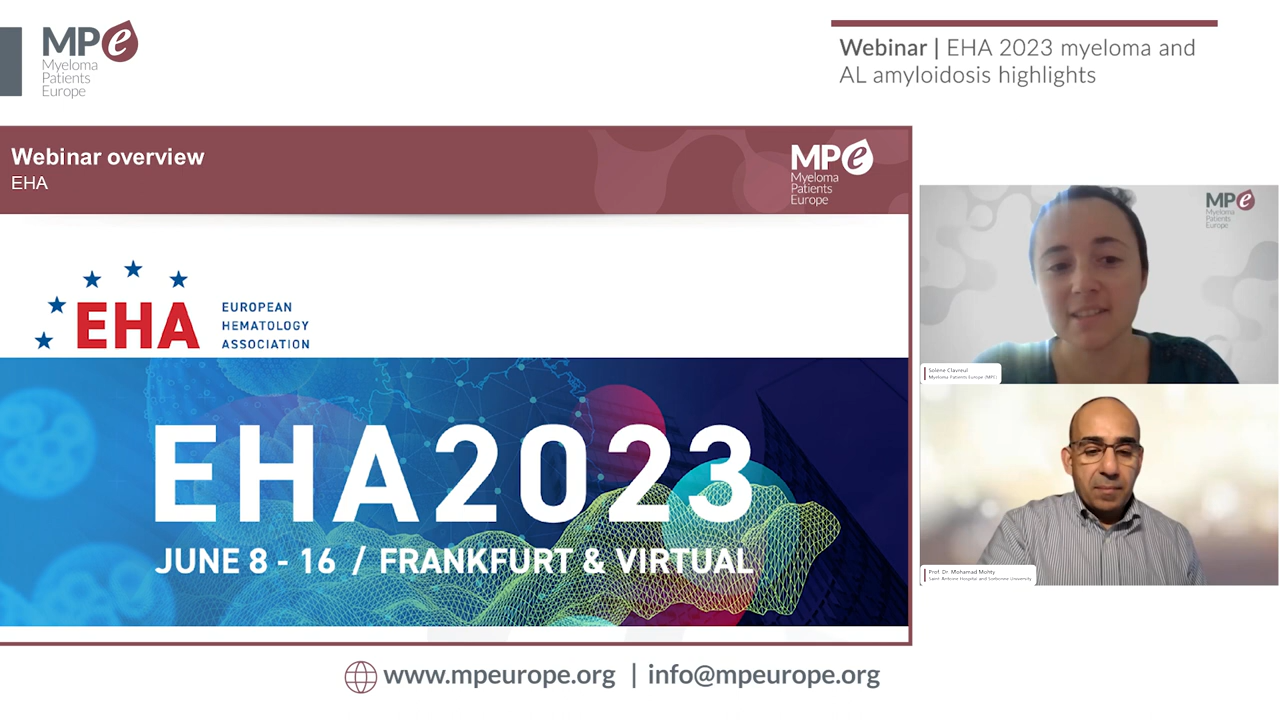 MPe
Myeloma
Patients
Europe
Webinar | EHA 2023 myeloma and
AL amyloidosis highlights
Webinar overview
EHA
MPe
Myeloma
Patients
Europe
EHA
EUROPEAN
HEMATOLOGY
ASSOCIATION
EHA2023
JUNE 8 - 16 / FRANKFURT & VIRTUAL
MPe
Myeloma
Patients
Europe
Solène Clavreul
Myeloma Patients Europe (MPE)
Prof. Dr. Mohamad Mohty
Saint Antoine Hospital and Sorbonne University
www.mpeurope.org | info@mpeurope.org